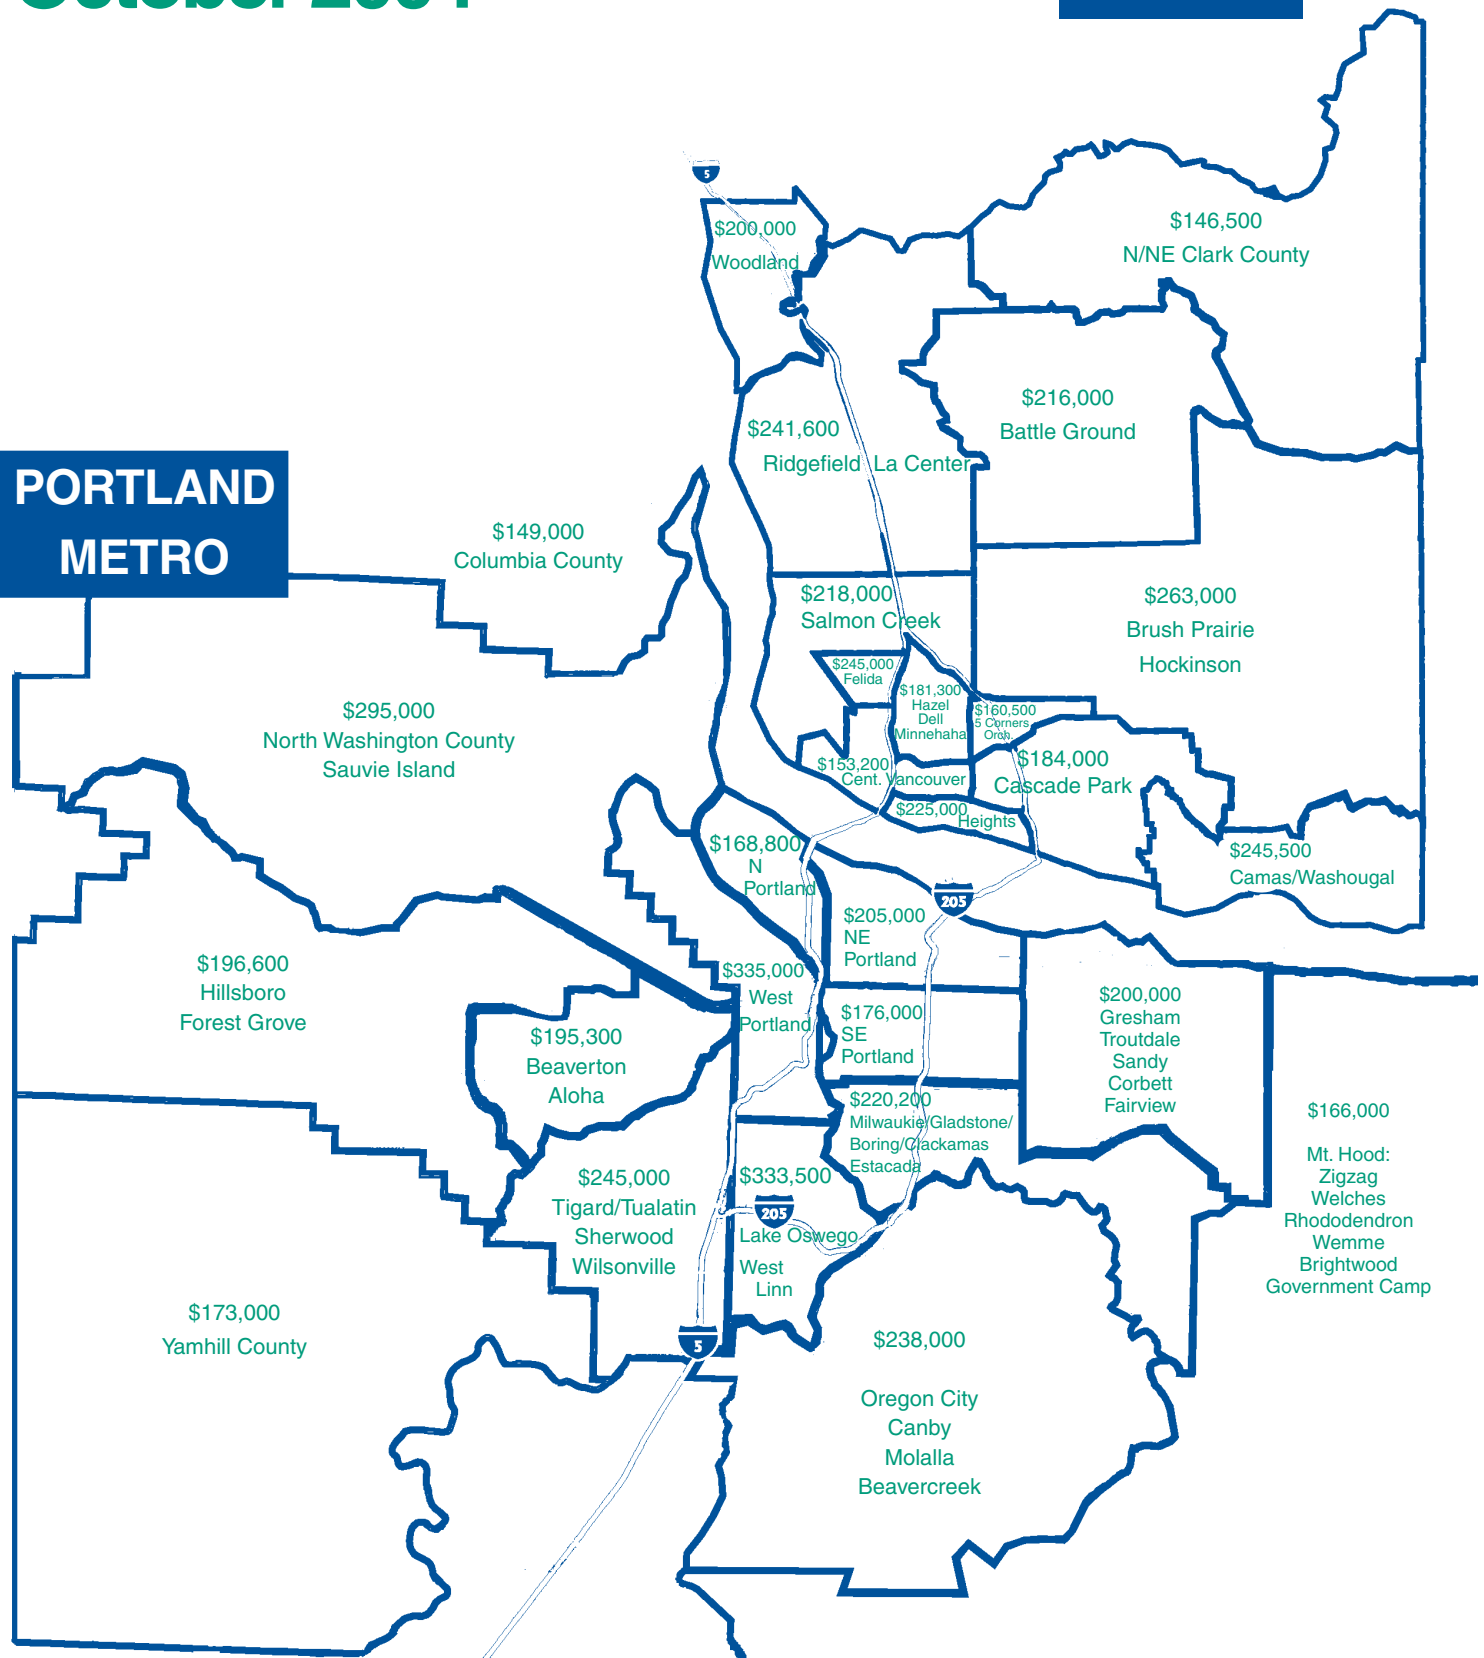 5
$200,000
Woodland
$146,500
N/NE Clark County
$216,000
Battle Ground
$241,600
Ridgefield La Center
PORTLAND
METRO
$149,000
Columbia County
$218,000
Salmon Creek
$263,000
Brush Prairie
Hockinson
$245,000
Felida
$181,300
Hazel
Dell
Minnehaha
$160,500
5 Corners
Orch.
$295,000
North Washington County
Sauvie Island
$153,200
Cent. Vancouver
$184,000
Cascade Park
$225,000
Heights
$168,800
N
Portland
$245,500
Camas/Washougal
205
$205,000
NE
Portland
$196,600
Hillsboro
Forest Grove
$335,000
West
Portland
$176,000
SE
Portland
$200,000
Gresham
Troutdale
Sandy
Corbett
Fairview
$195,300
Beaverton
Aloha
$220,200
Milwaukie/Gladstone/
Boring/Clackamas
Estacada
$166,000
Mt. Hood:
Zigzag
Welches
Rhododendron
Wemme
Brightwood
Government Camp
$245,000
Tigard/Tualatin
Sherwood
Wilsonville
$333,500
205
Lake Oswego
West
Linn
$173,000
Yamhill County
5
$238,000
Oregon City
Canby
Molalla
Beavercreek